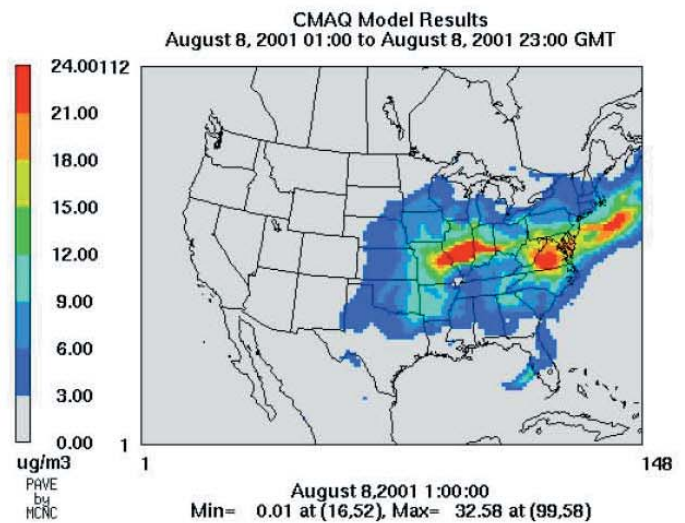 CMAQ Model Results
August 8, 2001 01:00 to August 8, 2001 23:00 GMT
24.00
21.00
18.00
15.00
12.00
9.00
6.00
3.00
0.00
ug/m3
PAVE
by
MCNC
112
1
1
148
August 8,2001 1:00:00
Min= 0.01 at (16,52), Max= 32.58 at (99,58)